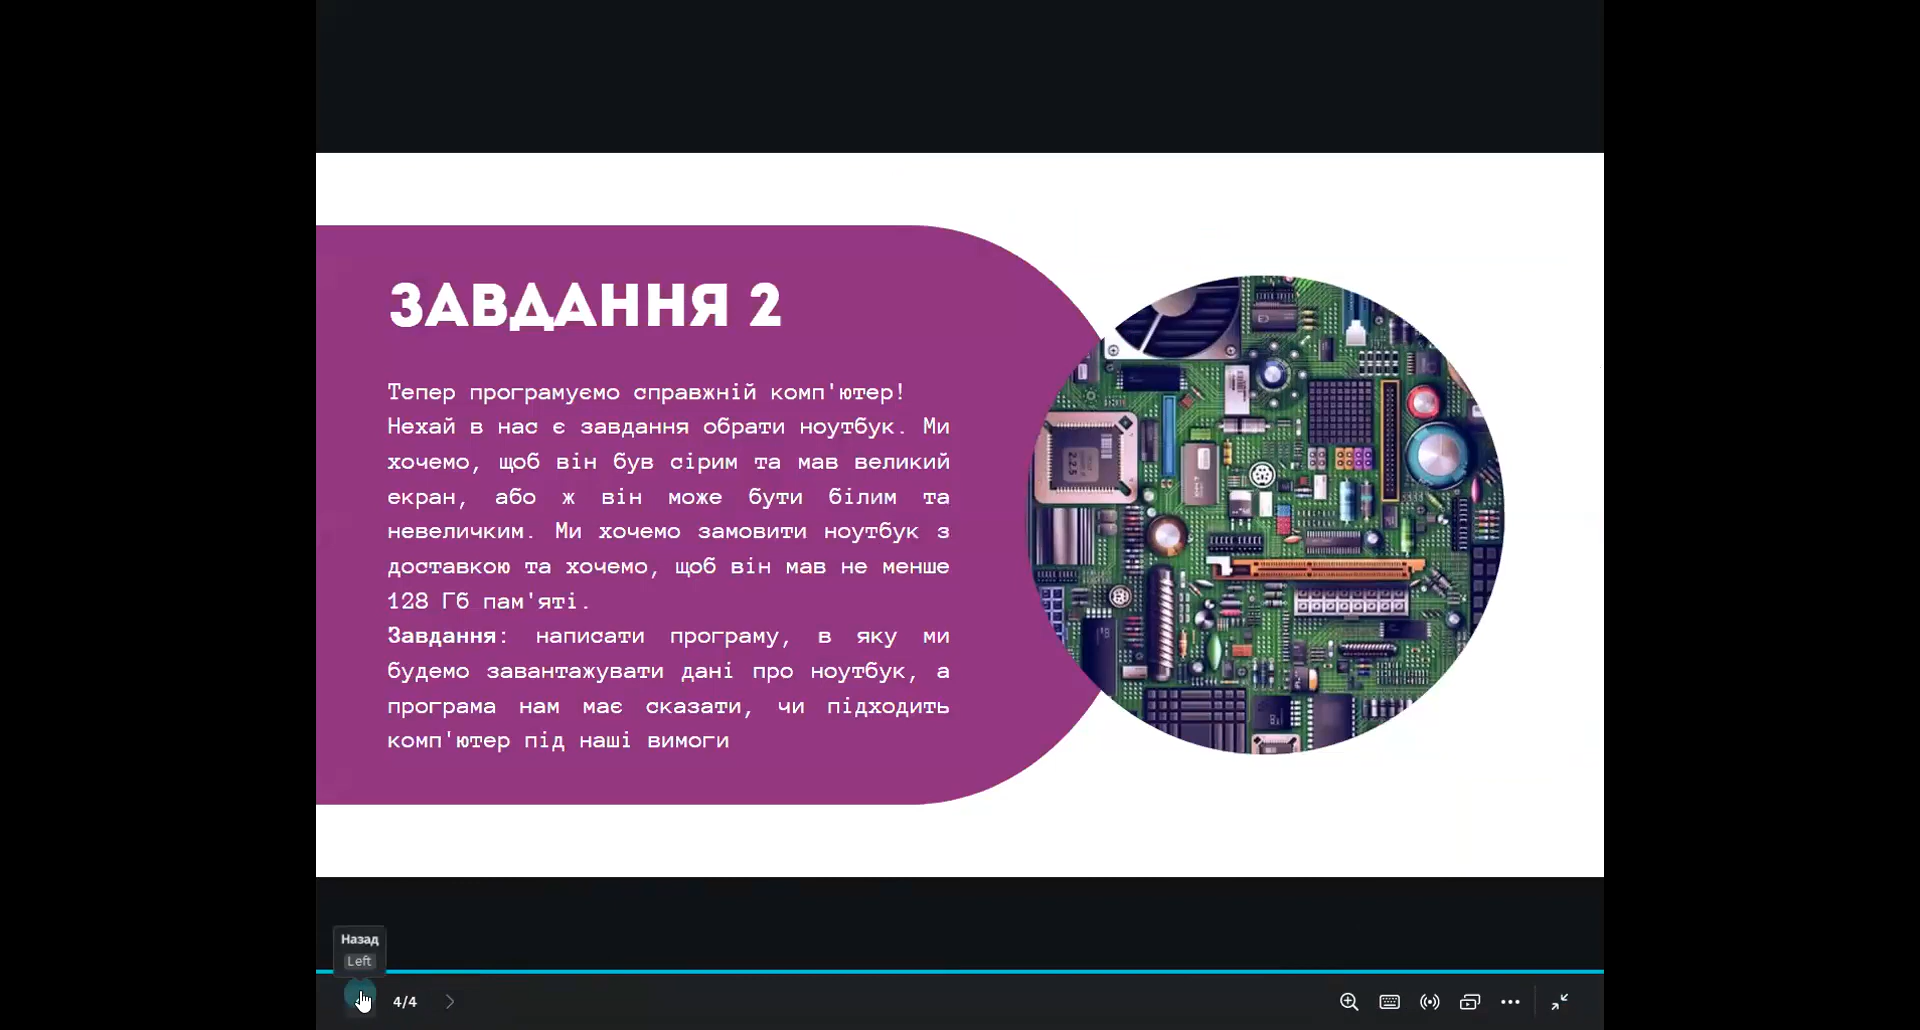 ЗАВДАННЯ 2
Тепер програмуємо справжній комп'ютер!
Нехай в нас є завдання обрати ноутбук. Ми
хочемо, щоб він був сірим та мав великий
екран, або ж він може бути білим та
невеличким. Ми хочемо замовити ноутбук з
доставкою та хочемо, щоб він мав не менше
128 Гб пам'яті.
Завдання: написати програму, в яку ми
будемо завантажувати дані про ноутбук, а
програма нам має сказати, чи підходить
комп'ютер під наші вимоги
Назад
Left
4/4